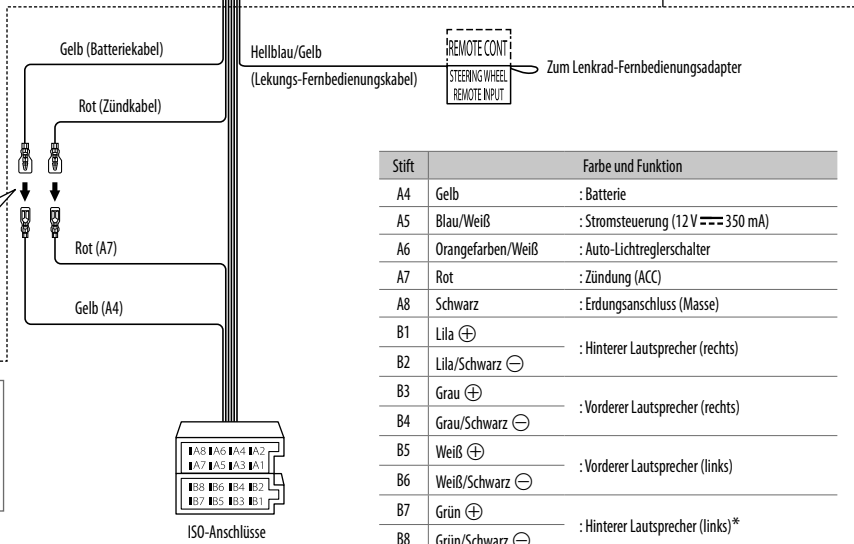 Gelb (Batteriekabel)
Hellblau/Gelb
(Lekungs-Fernbedienungskabel)
REMOTE CONT
STEERING WHEEL
REMOTE INPUT
Zum Lenkrad-Fernbedienungsadapter
Rot (Zündkabel)
Rot (A7)
Gelb (A4)
A8 A6 A4 A2
A7 A5 A3 A1
B8 B6 B4 B2
B7 B5 B3 B1
ISO-Anschlüsse
Stift Farbe und Funktion
A4 Gelb : Batterie
A5 Blau/Weiß : Stromsteuerung (12 V ⎓ 350 mA)
A6 Orangefarben/Weiß : Auto-Lichtreglerschalter
A7 Rot : Zündung (ACC)
A8 Schwarz : Erdungsanschluss (Masse)
B1 Lila ⊕
: Hinterer Lautsprecher (rechts)
B2 Lila/Schwarz ⊖
B3 Grau ⊕
: Vorderer Lautsprecher (rechts)
B4 Grau/Schwarz ⊖
B5 Weiß ⊕
: Vorderer Lautsprecher (links)
B6 Weiß/Schwarz ⊖
B7 Grün ⊕
: Hinterer Lautsprecher (links)*
B8 Grün/Schwarz ⊖